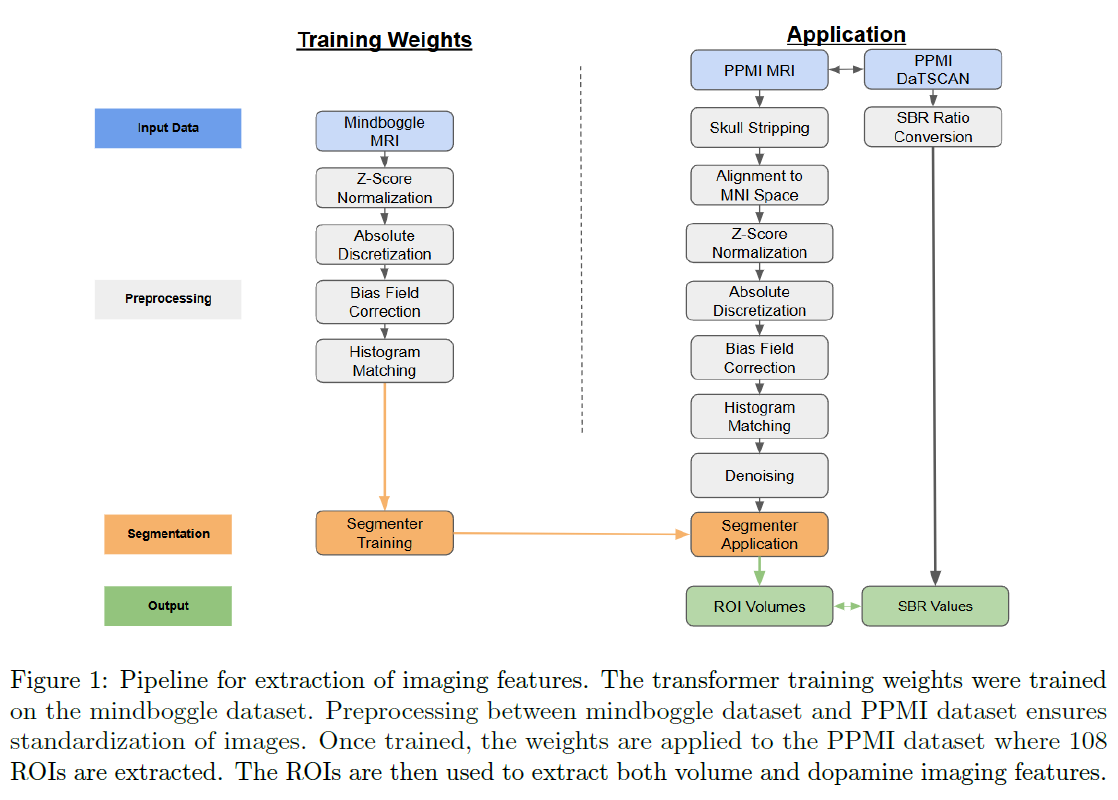 Training Weights
Application
Input Data
Preprocessing
Segmentation
Output
Mindboggle
MRI
Z-Score
Normalization
Absolute
Discretization
Bias Field
Correction
Histogram
Matching
Segmenter
Training
PPMI MRI
Skull Stripping
Alignment to
MNI Space
Z-Score
Normalization
Absolute
Discretization
Bias Field
Correction
Histogram
Matching
Denoising
Segmenter
Application
ROI Volumes
PPMI
DaTSCAN
SBR Ratio
Conversion
SBR Values
Figure 1: Pipeline for extraction of imaging features. The transformer training weights were trained
on the mindboggle dataset. Preprocessing between mindboggle dataset and PPMI dataset ensures
standardization of images. Once trained, the weights are applied to the PPMI dataset where 108
ROIs are extracted. The ROIs are then used to extract both volume and dopamine imaging features.